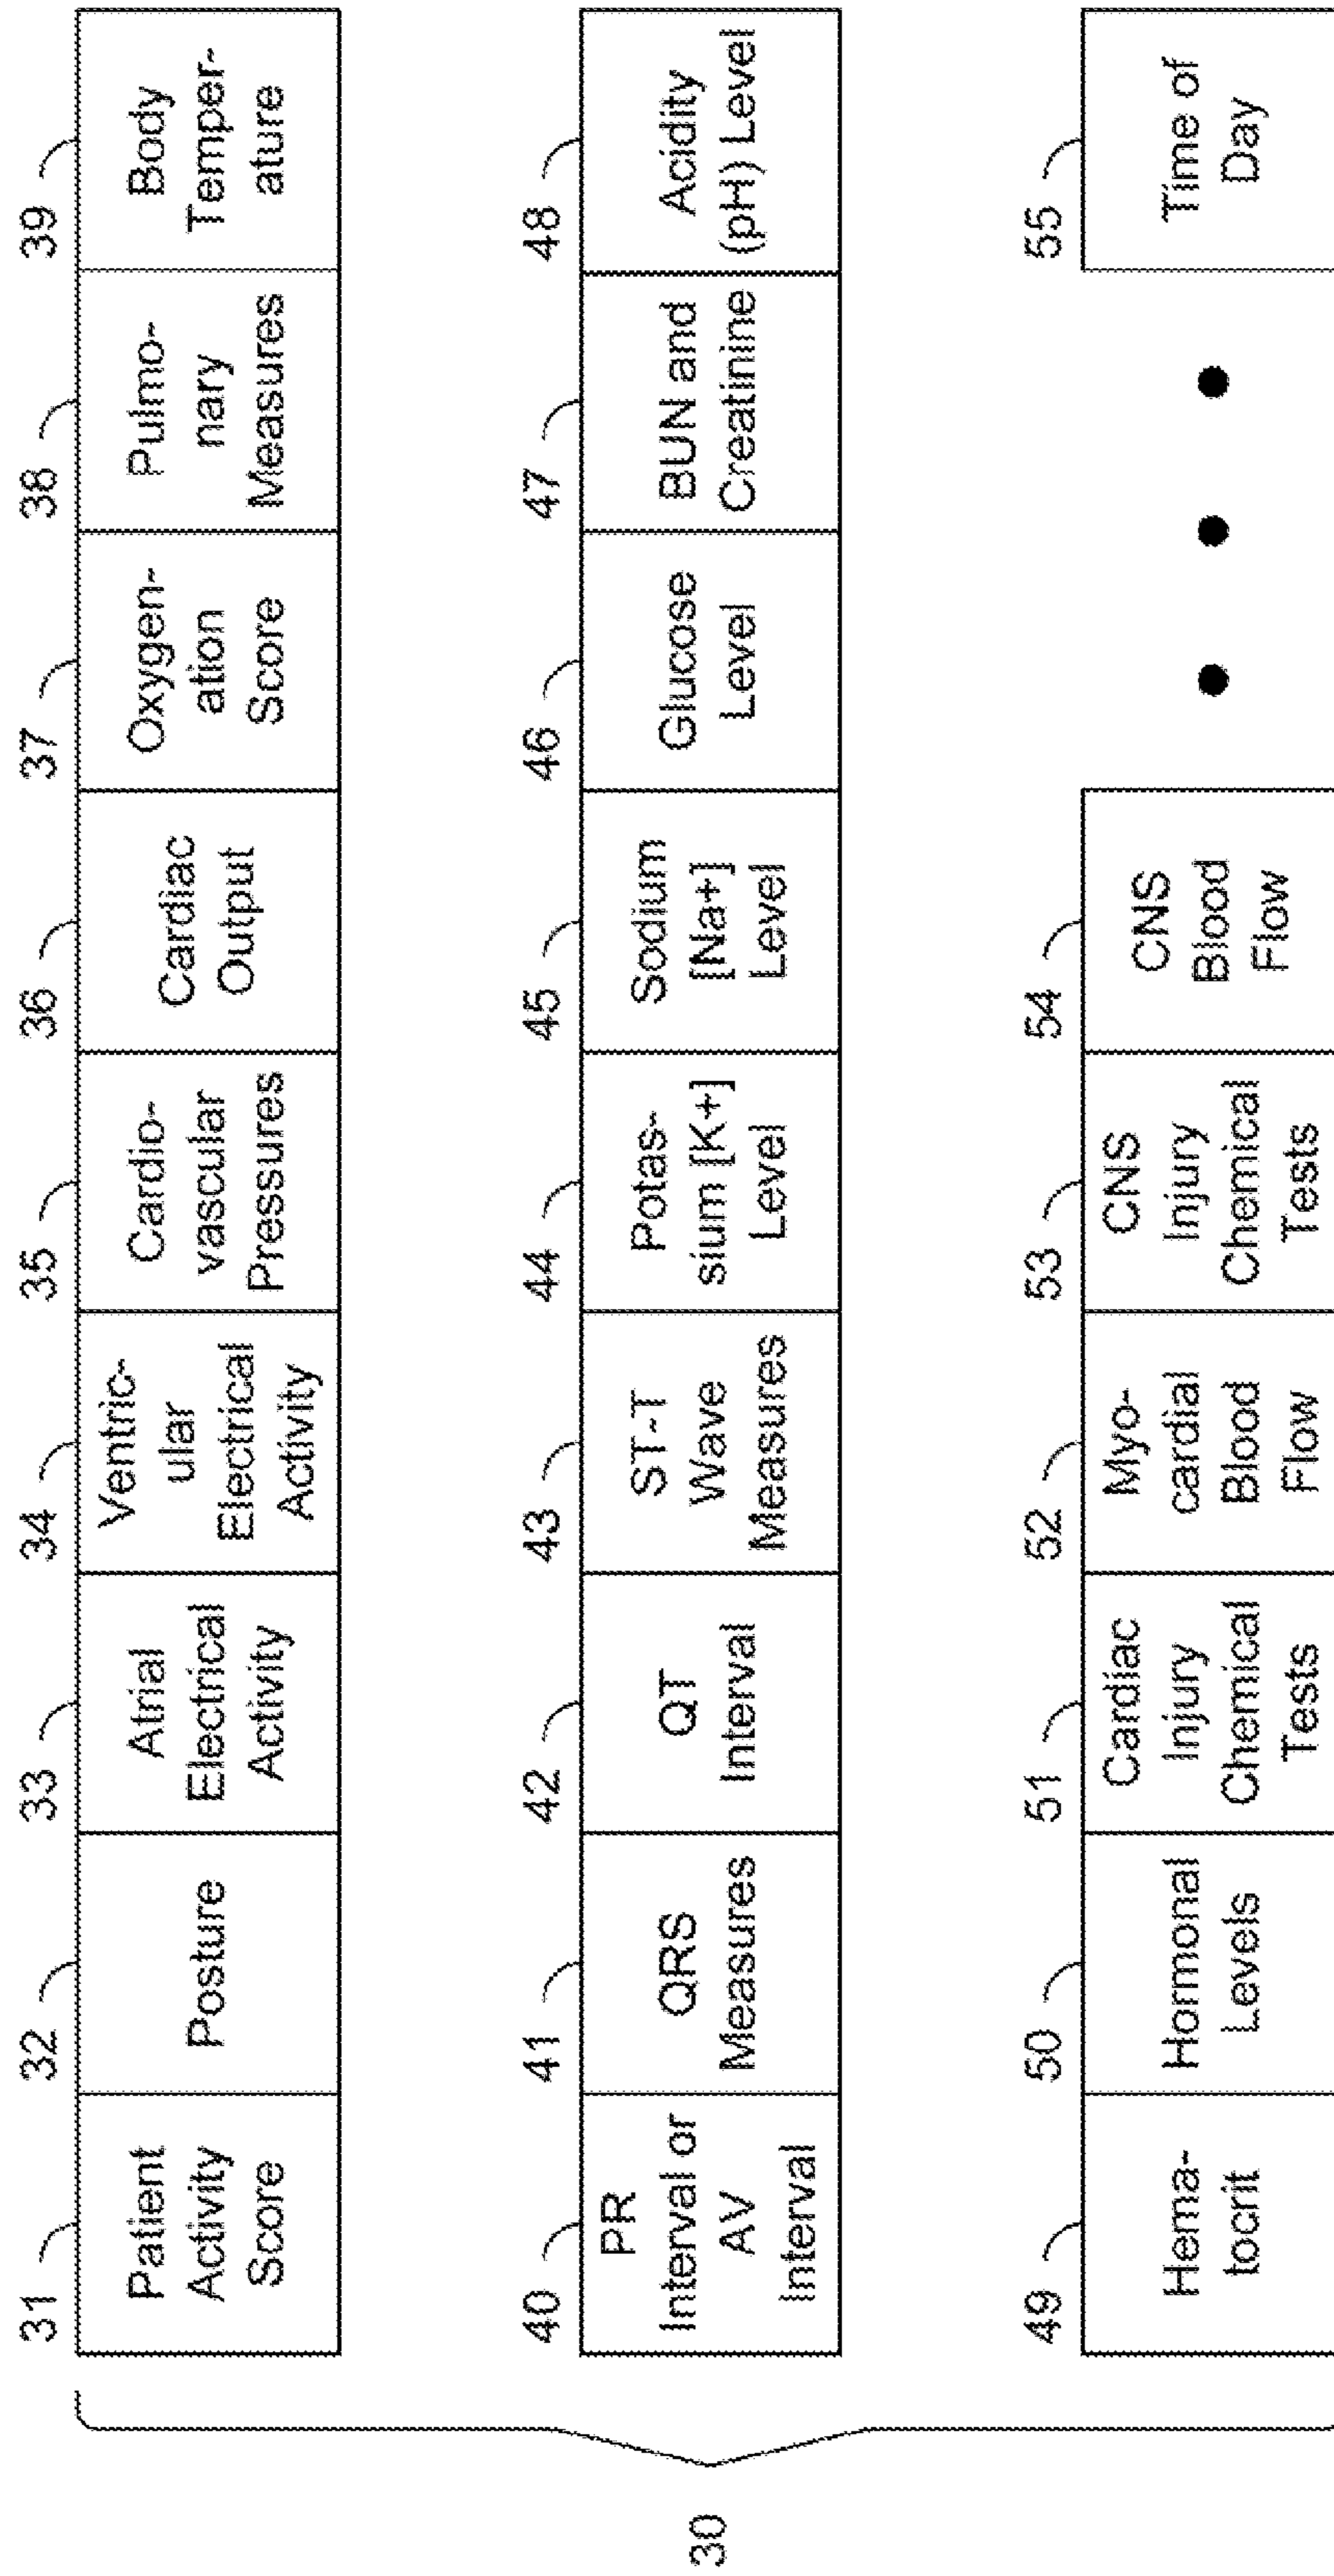 31 32 33 34 35 36 37 38 39
Patient
Activity
Score
Posture
Atrial
Electrical
Activity
Ventric-
ular
Electrical
Activity
Cardio-
vascular
Pressures
Cardiac
Output
Oxygen-
ation
Score
Pulmo-
nary
Measures
Body
Temper-
ature
40 41 42 43 44 45 46 47 48
PR
Interval or
AV
Interval
QRS
Measures
QT
Interval
ST-T
Wave
Measures
Potas-
sium [K+]
Level
Sodium
[Na+]
Level
Glucose
Level
BUN and
Creatinine
Acidity
(pH) Level
30
49 50 51 52 53 54 55
Hema-
tocrit
Hormonal
Levels
Cardiac
Injury
Chemical
Tests
Myo-
cardial
Blood
Flow
CNS
Injury
Chemical
Tests
CNS
Blood
Flow
Time of
Day